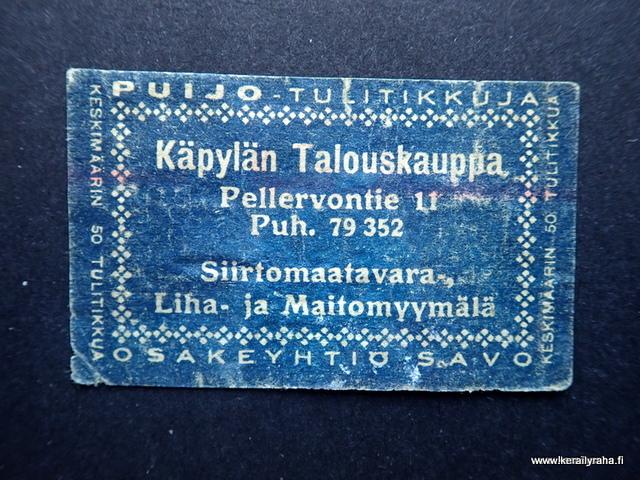 PUIJO-TULITIKKUJA
KESKIMÄÄRIN 50 TULITIKKUA
Käpylän Talouskauppa
Pellervontie 11
Puh. 79 352
Siirtomaatavara-,
Liha- ja Maitomyymälä
KESKIMÄÄRIN 50 TULITIKKUA
OSAKEYHTIÖ SAVO
www.kerailyraha.fi